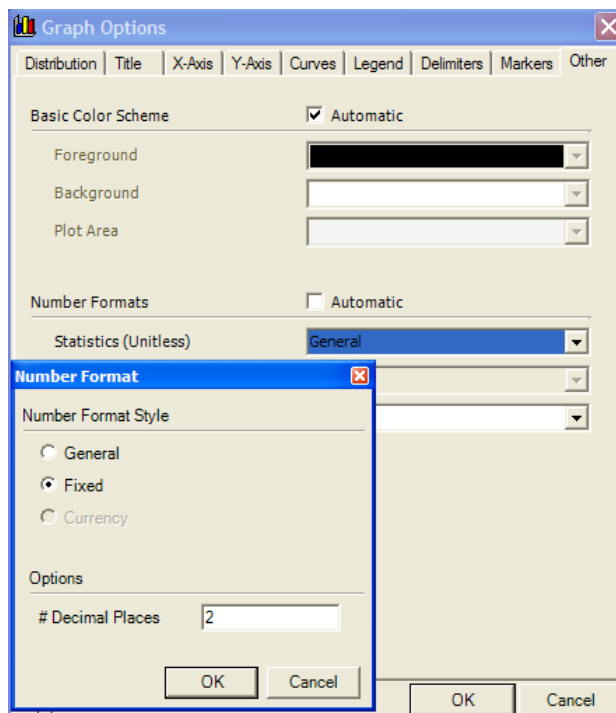 Graph Options
Distribution Title X-Axis Y-Axis Curves Legend Delimiters Markers Other
Basic Color Scheme Automatic
Foreground
Background
Plot Area
Number Formats Automatic
Statistics (Unitless) General
Number Format
Number Format Style
General
Fixed
Currency
Options
# Decimal Places 2
OK Cancel
OK Cancel